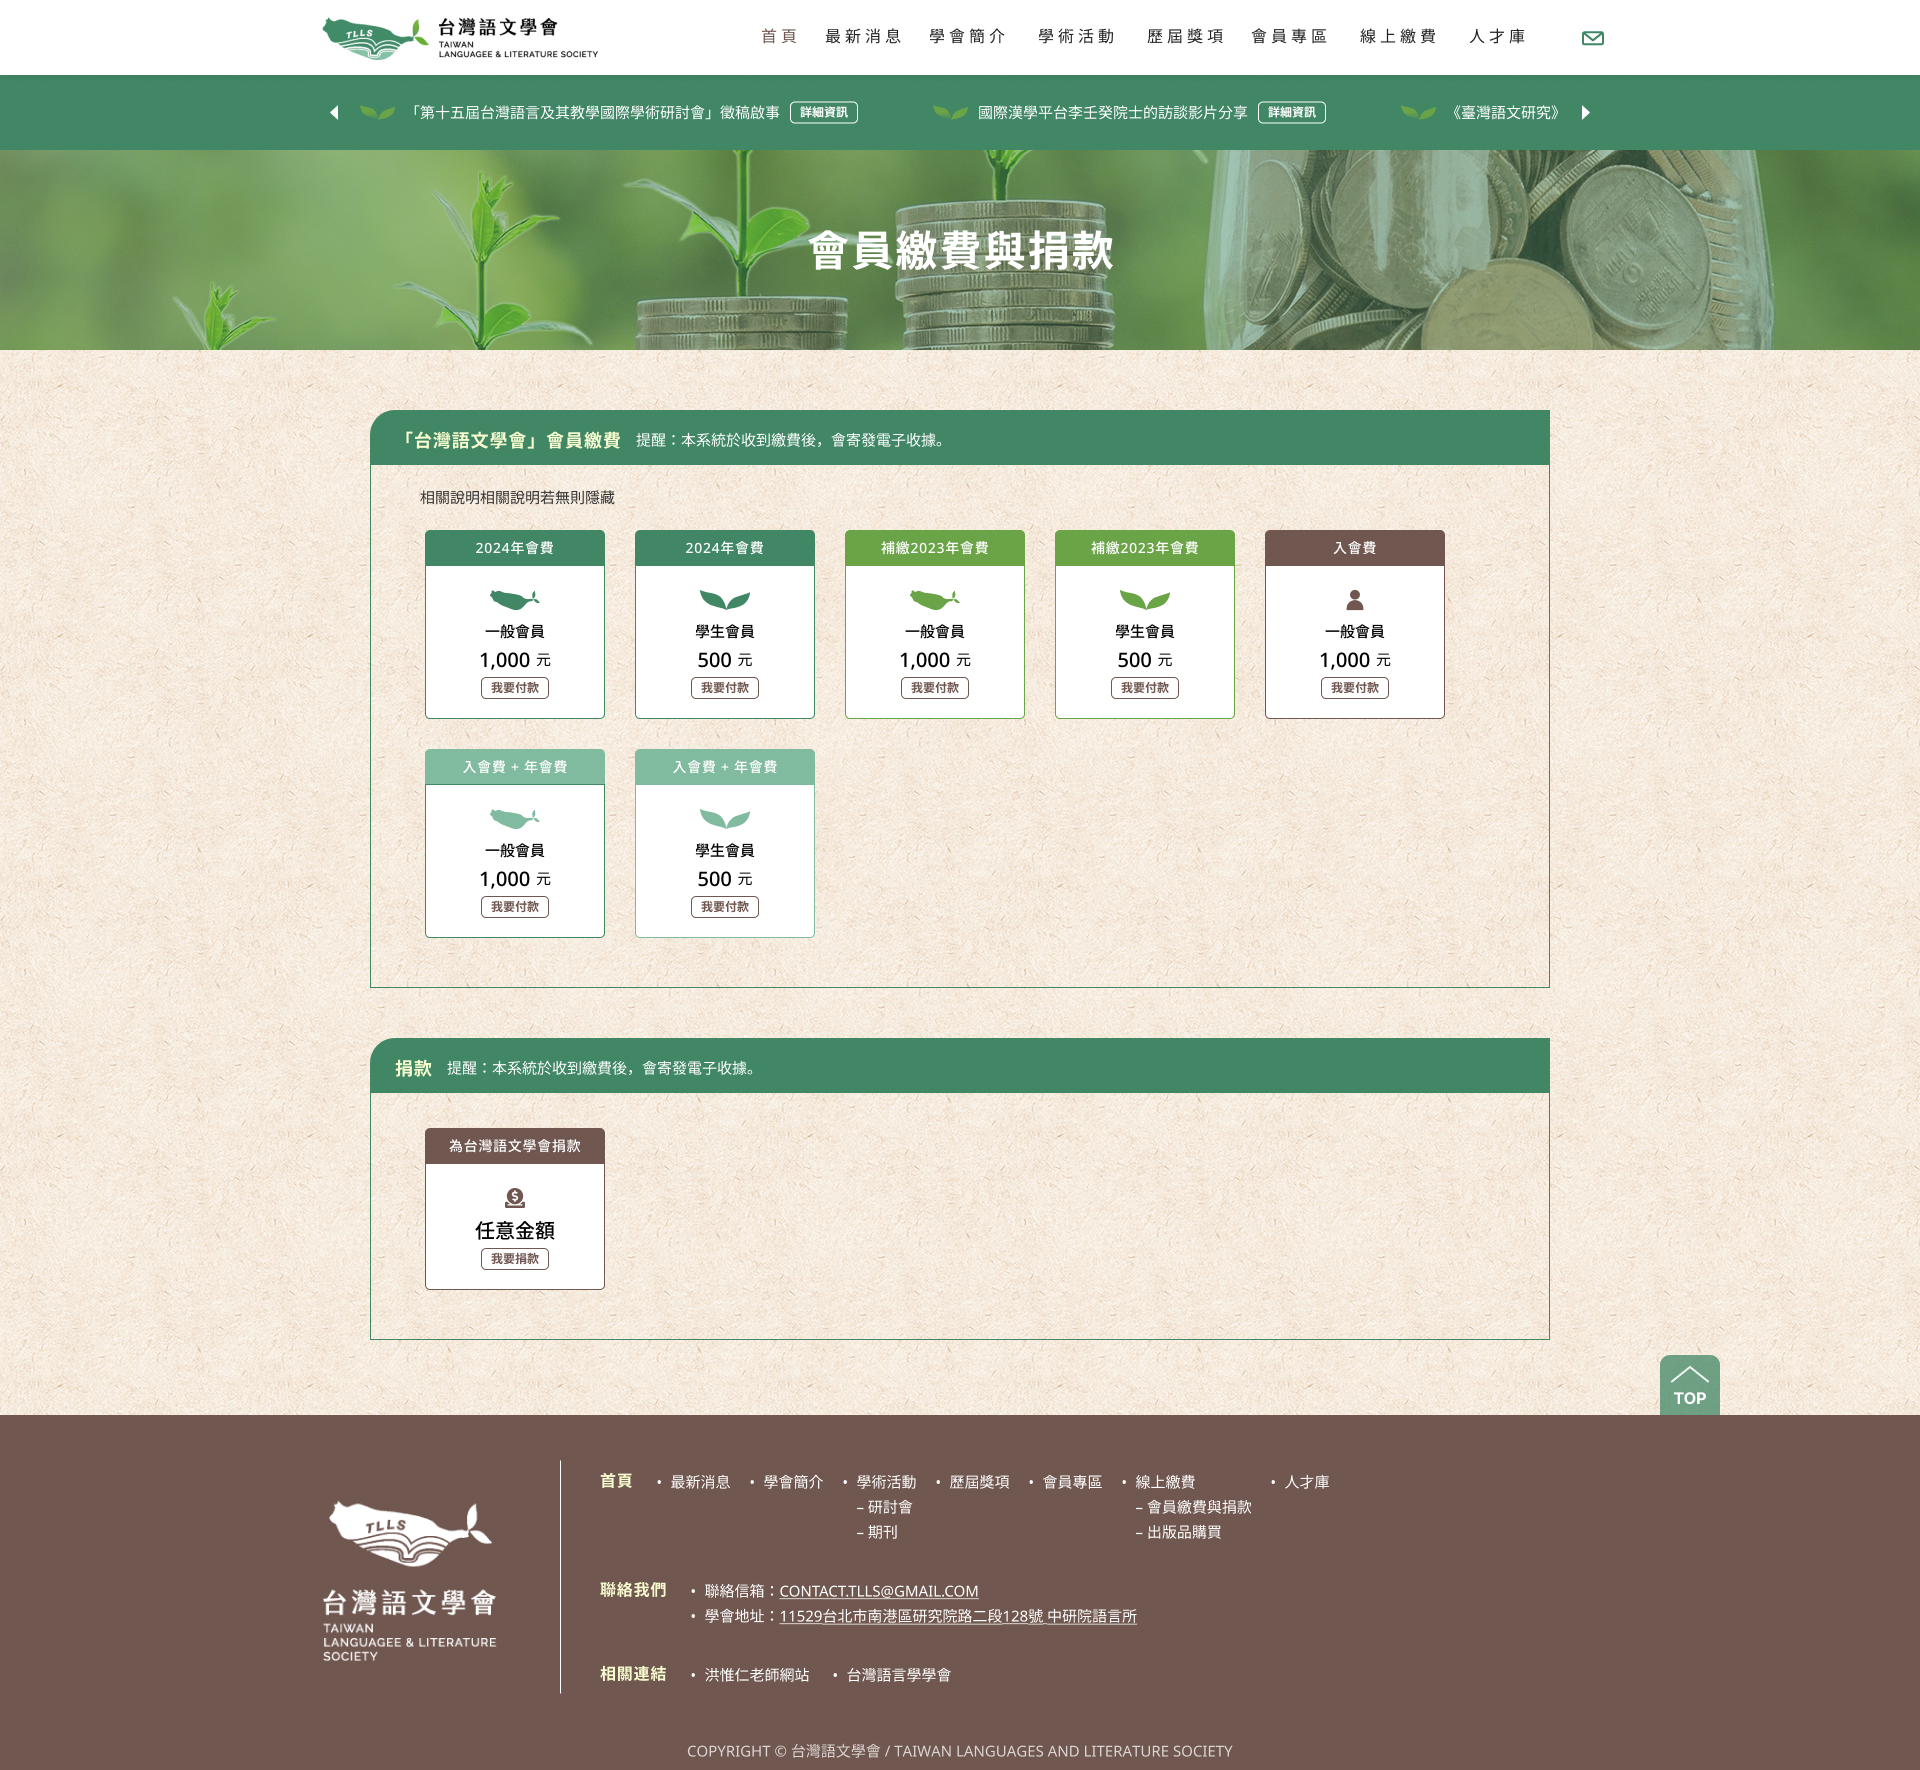 TLLS
台灣語文學會
TAIWAN
LANGUAGEE & LITERATURE SOCIETY
首頁 最新消息 學會簡介 學術活動 歷屆獎項 會員專區 線上繳費 人才庫
「第十五屆台灣語言及其教學國際學術研討會」徵稿啟事 詳細資訊 國際漢學平台李壬癸院士的訪談影片分享 詳細資訊 《臺灣語文研究》
會員繳費與捐款
「台灣語文學會」會員繳費 提醒：本系統於收到繳費後，會寄發電子收據。
相關說明相關說明若無則隱藏
2024年會費
一般會員
1,000 元
我要付款
2024年會費
學生會員
500 元
我要付款
補繳2023年會費
一般會員
1,000 元
我要付款
補繳2023年會費
學生會員
500 元
我要付款
入會費
一般會員
1,000 元
我要付款
入會費 + 年會費
一般會員
1,000 元
我要付款
入會費 + 年會費
學生會員
500 元
我要付款
捐款 提醒：本系統於收到繳費後，會寄發電子收據。
為台灣語文學會捐款
任意金額
我要捐款
TOP
TLLS
台灣語文學會
TAIWAN
LANGUAGEE & LITERATURE
SOCIETY
首頁 • 最新消息 • 學會簡介 • 學術活動 • 歷屆獎項 • 會員專區 • 線上繳費 • 人才庫
– 研討會 – 會員繳費與捐款
– 期刊 – 出版品購買
聯絡我們 • 聯絡信箱：CONTACT.TLLS@GMAIL.COM
• 學會地址：11529台北市南港區研究院路二段128號 中研院語言所
相關連結 • 洪惟仁老師網站 • 台灣語言學學會
COPYRIGHT © 台灣語文學會 / TAIWAN LANGUAGES AND LITERATURE SOCIETY